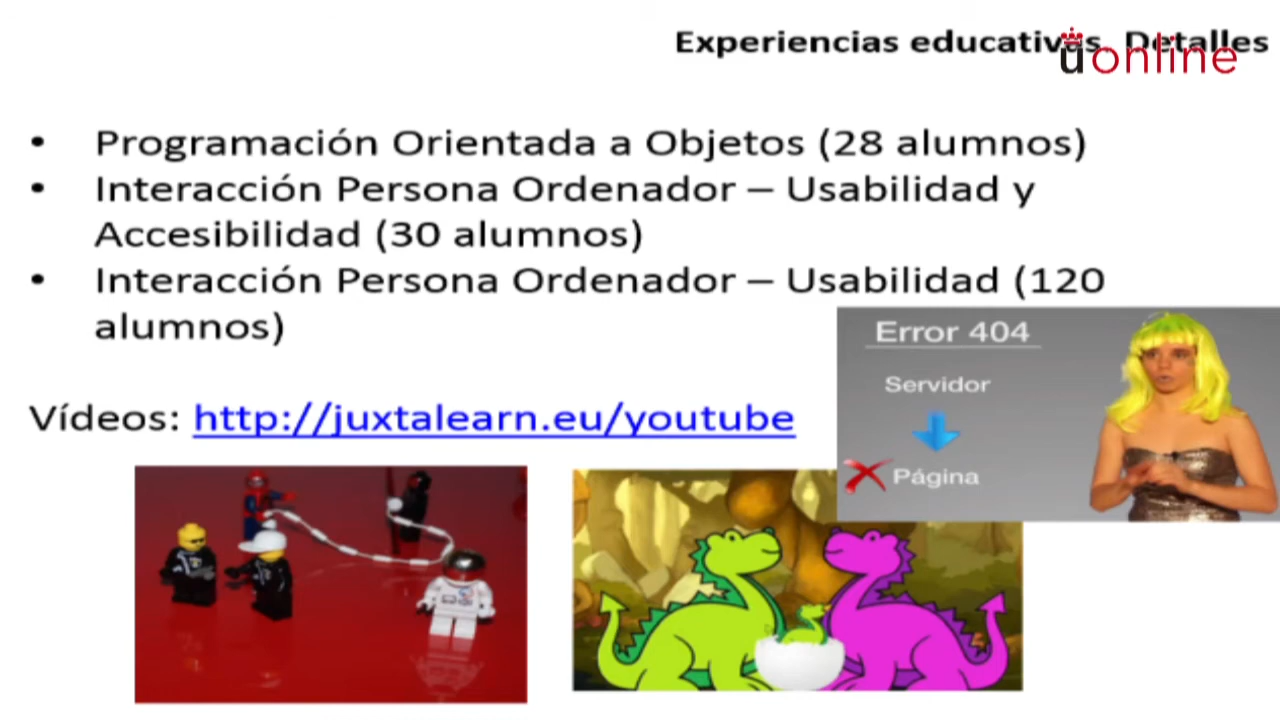 Experiencias educativas. Detalles
uonline
• Programación Orientada a Objetos (28 alumnos)
• Interacción Persona Ordenador – Usabilidad y
Accesibilidad (30 alumnos)
• Interacción Persona Ordenador – Usabilidad (120
alumnos)
Error 404
Servidor
Página
Vídeos: http://juxtalearn.eu/youtube